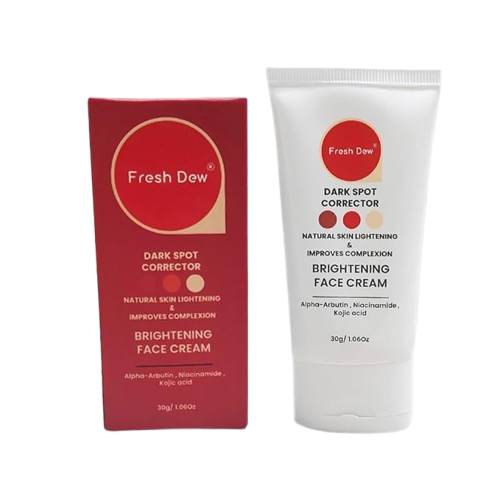 Fresh Dew®
DARK SPOT
CORRECTOR
NATURAL SKIN LIGHTENING
&
IMPROVES COMPLEXION
BRIGHTENING
FACE CREAM
Alpha-Arbutin , Niacinamide ,
Kojic acid
30g/ 1.06Oz
Fresh Dew®
DARK SPOT
CORRECTOR
NATURAL SKIN LIGHTENING
&
IMPROVES COMPLEXION
BRIGHTENING
FACE CREAM
Alpha-Arbutin , Niacinamide ,
Kojic acid
30g/ 1.06Oz